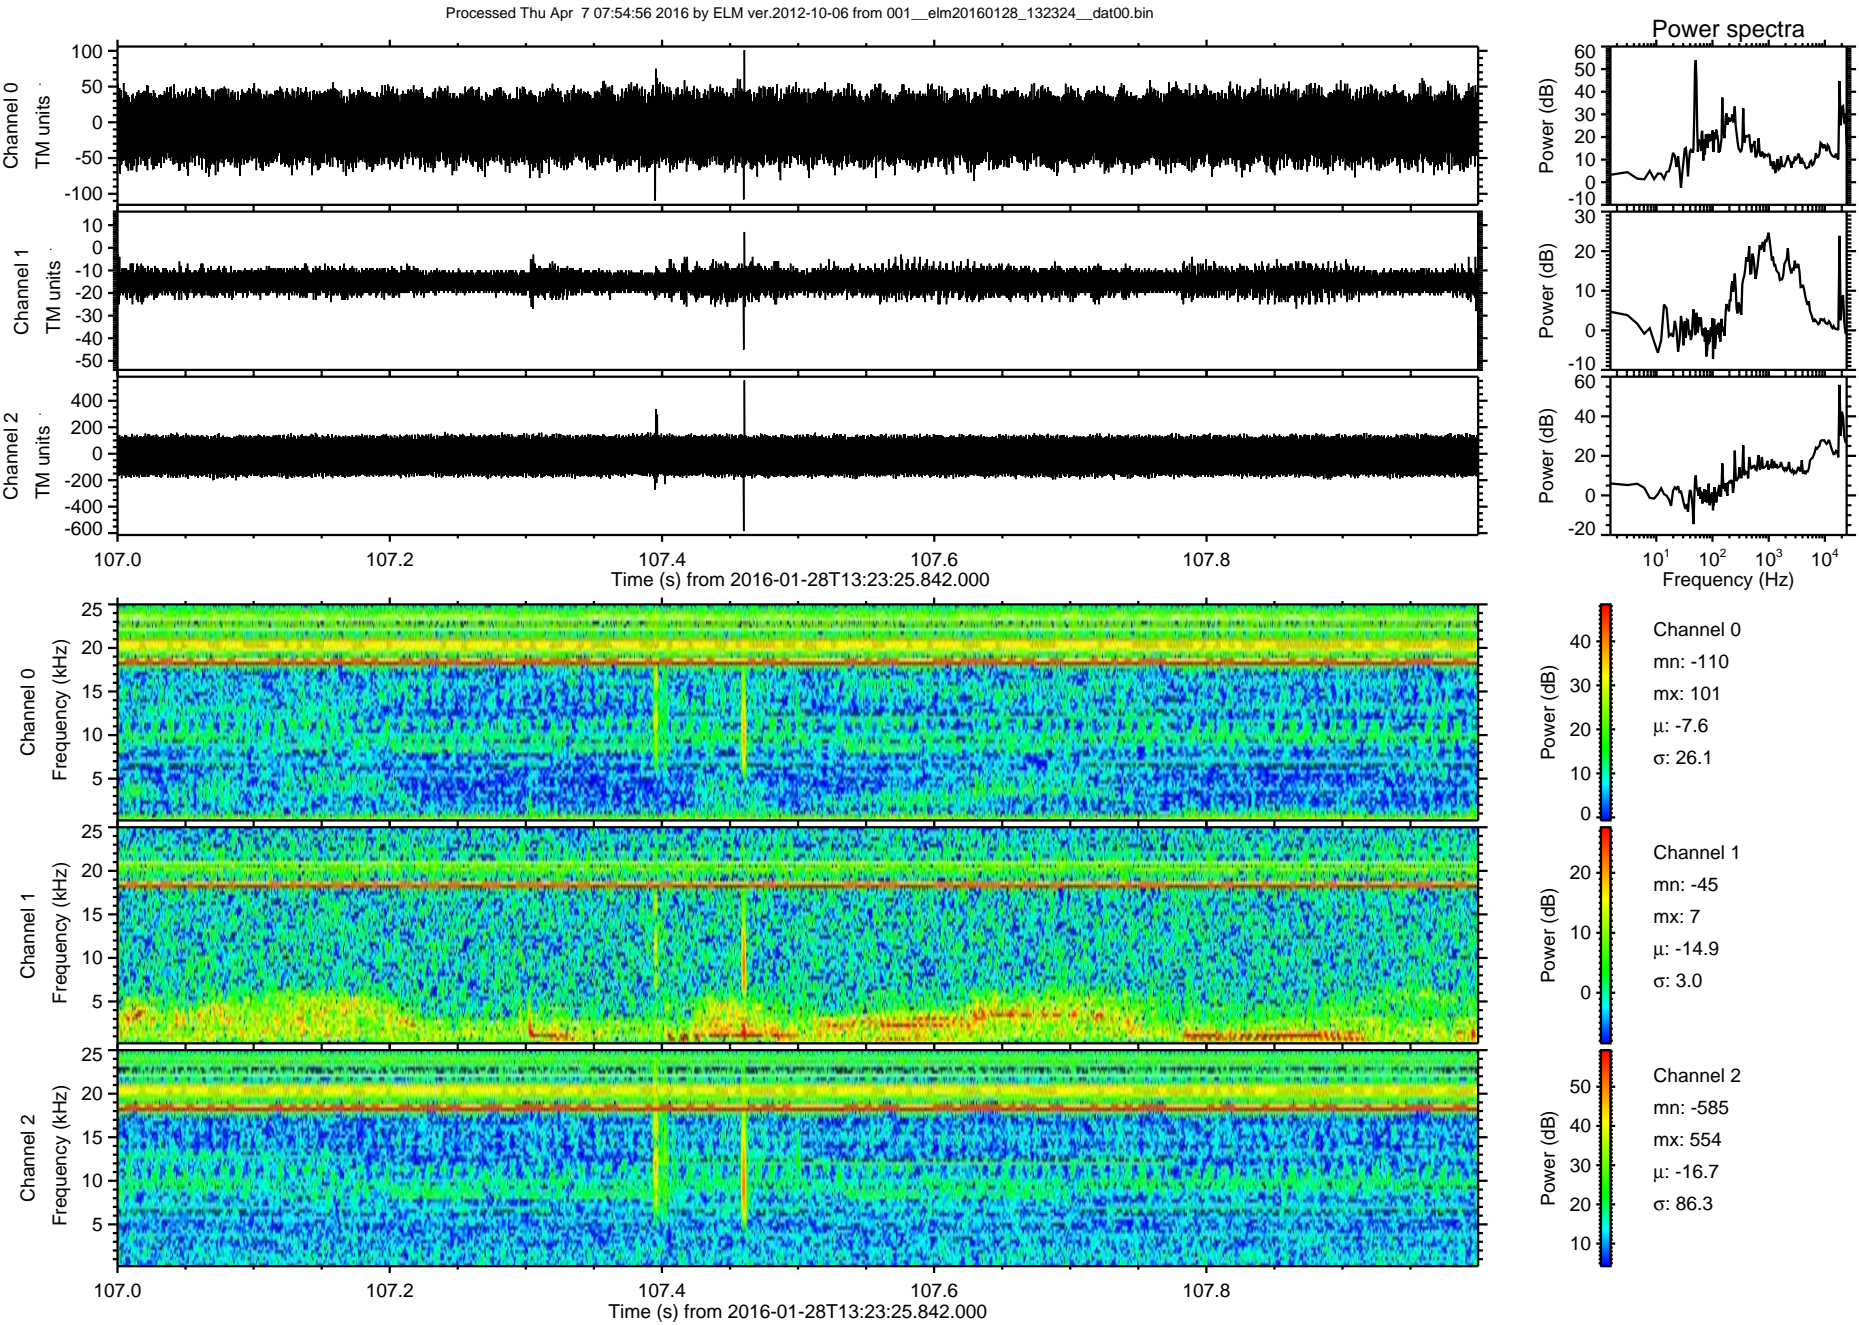 Processed Thu Apr  7 07:54:56 2016 by ELM ver.2012-10-06 from 001__elm20160128_132324__dat00.bin
Power spectra
Channel 0
TM units
100
50
0
-50
-100
Power (dB)
60
50
40
30
20
10
0
-10
Channel 1
TM units
10
0
-10
-20
-30
-40
-50
Power (dB)
30
20
10
0
-10
Channel 2
TM units
400
200
0
-200
-400
-600
Power (dB)
60
40
20
0
-20
107.0 107.2 107.4 107.6 107.8
Time (s) from 2016-01-28T13:23:25.842.000
10¹ 10² 10³ 10⁴
Frequency (Hz)
Channel 0
Frequency (kHz)
25
20
15
10
5
Power (dB)
40
30
20
10
0
Channel 0
mn: -110
mx: 101
μ: -7.6
σ: 26.1
Channel 1
Frequency (kHz)
25
20
15
10
5
Power (dB)
20
10
0
Channel 1
mn: -45
mx: 7
μ: -14.9
σ: 3.0
Channel 2
Frequency (kHz)
25
20
15
10
5
Power (dB)
50
40
30
20
10
Channel 2
mn: -585
mx: 554
μ: -16.7
σ: 86.3
107.0 107.2 107.4 107.6 107.8
Time (s) from 2016-01-28T13:23:25.842.000